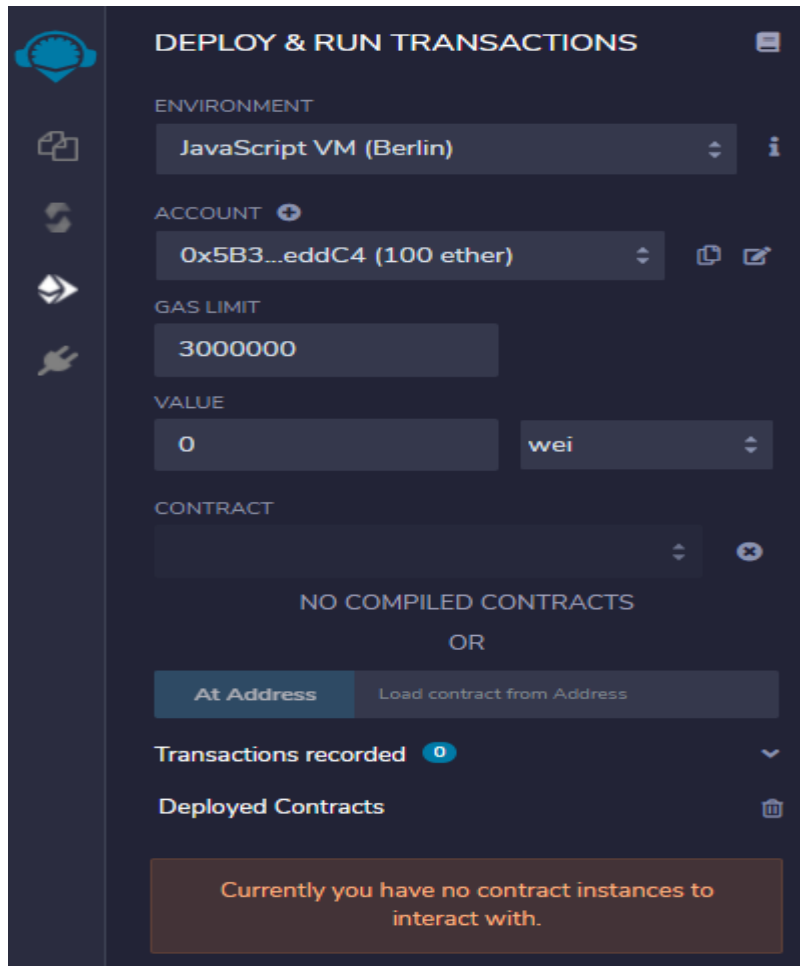 DEPLOY & RUN TRANSACTIONS
ENVIRONMENT
JavaScript VM (Berlin)
ACCOUNT
0x5B3...eddC4 (100 ether)
GAS LIMIT
3000000
VALUE
0 wei
CONTRACT
NO COMPILED CONTRACTS
OR
At Address Load contract from Address
Transactions recorded 0
Deployed Contracts
Currently you have no contract instances to
interact with.